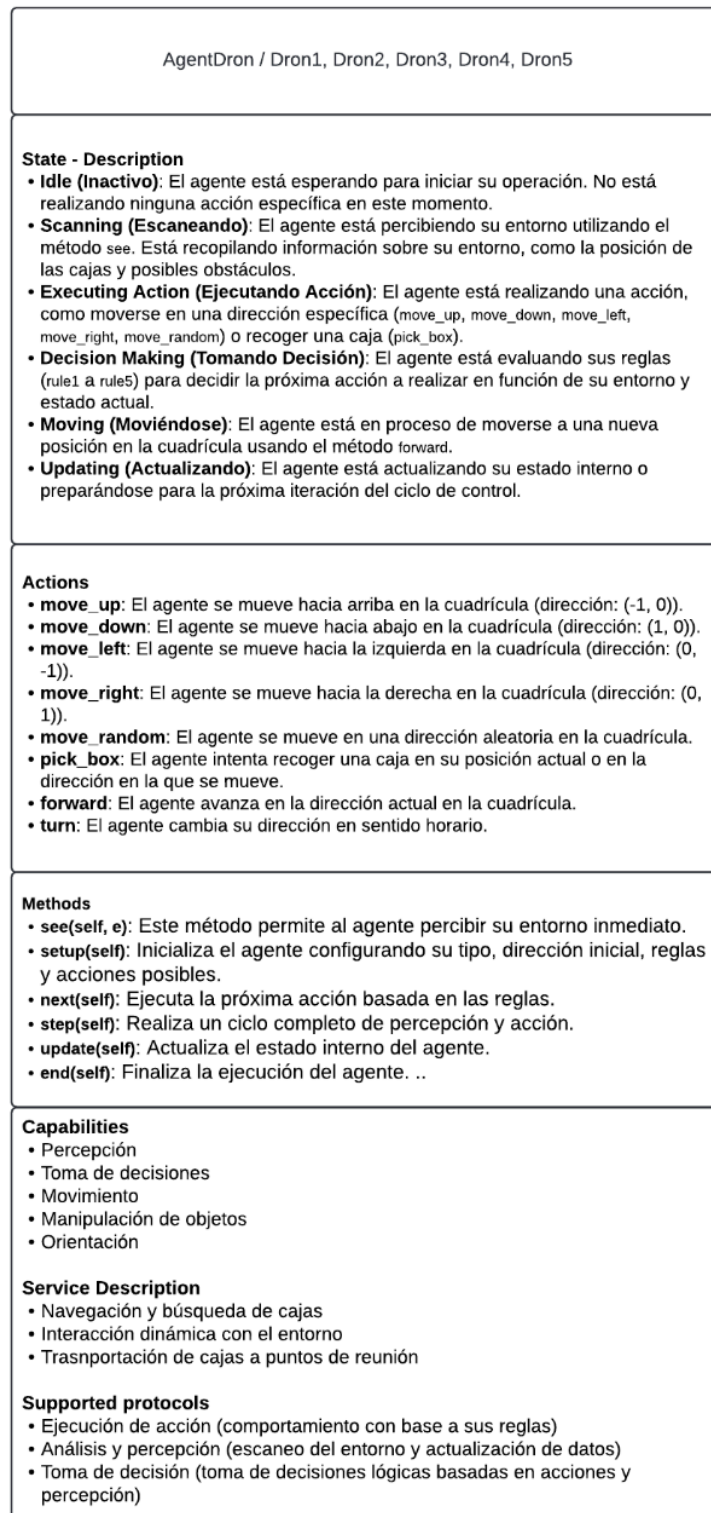 AgentDron / Dron1, Dron2, Dron3, Dron4, Dron5
State - Description
• Idle (Inactivo): El agente está esperando para iniciar su operación. No está
realizando ninguna acción específica en este momento.
• Scanning (Escaneando): El agente está percibiendo su entorno utilizando el
método see. Está recopilando información sobre su entorno, como la posición de
las cajas y posibles obstáculos.
• Executing Action (Ejecutando Acción): El agente está realizando una acción,
como moverse en una dirección específica (move_up, move_down, move_left,
move_right, move_random) o recoger una caja (pick_box).
• Decision Making (Tomando Decisión): El agente está evaluando sus reglas
(rule1 a rule5) para decidir la próxima acción a realizar en función de su entorno y
estado actual.
• Moving (Moviéndose): El agente está en proceso de moverse a una nueva
posición en la cuadrícula usando el método forward.
• Updating (Actualizando): El agente está actualizando su estado interno o
preparándose para la próxima iteración del ciclo de control.
Actions
• move_up: El agente se mueve hacia arriba en la cuadrícula (dirección: (-1, 0)).
• move_down: El agente se mueve hacia abajo en la cuadrícula (dirección: (1, 0)).
• move_left: El agente se mueve hacia la izquierda en la cuadrícula (dirección: (0,
-1)).
• move_right: El agente se mueve hacia la derecha en la cuadrícula (dirección: (0,
1)).
• move_random: El agente se mueve en una dirección aleatoria en la cuadrícula.
• pick_box: El agente intenta recoger una caja en su posición actual o en la
dirección en la que se mueve.
• forward: El agente avanza en la dirección actual en la cuadrícula.
• turn: El agente cambia su dirección en sentido horario.
Methods
• see(self, e): Este método permite al agente percibir su entorno inmediato.
• setup(self): Inicializa el agente configurando su tipo, dirección inicial, reglas
y acciones posibles.
• next(self): Ejecuta la próxima acción basada en las reglas.
• step(self): Realiza un ciclo completo de percepción y acción.
• update(self): Actualiza el estado interno del agente.
• end(self): Finaliza la ejecución del agente. ..
Capabilities
• Percepción
• Toma de decisiones
• Movimiento
• Manipulación de objetos
• Orientación
Service Description
• Navegación y búsqueda de cajas
• Interacción dinámica con el entorno
• Trasnportación de cajas a puntos de reunión
Supported protocols
• Ejecución de acción (comportamiento con base a sus reglas)
• Análisis y percepción (escaneo del entorno y actualización de datos)
• Toma de decisión (toma de decisiones lógicas basadas en acciones y
percepción)